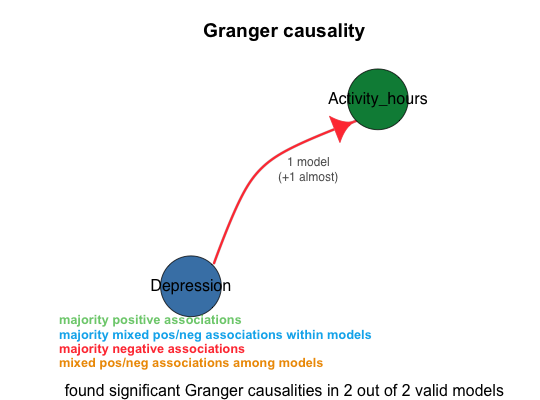 Granger causality
Activity_hours
1 model
(+1 almost)
Depression
majority positive associations
majority mixed pos/neg associations within models
majority negative associations
mixed pos/neg associations among models
found significant Granger causalities in 2 out of 2 valid models